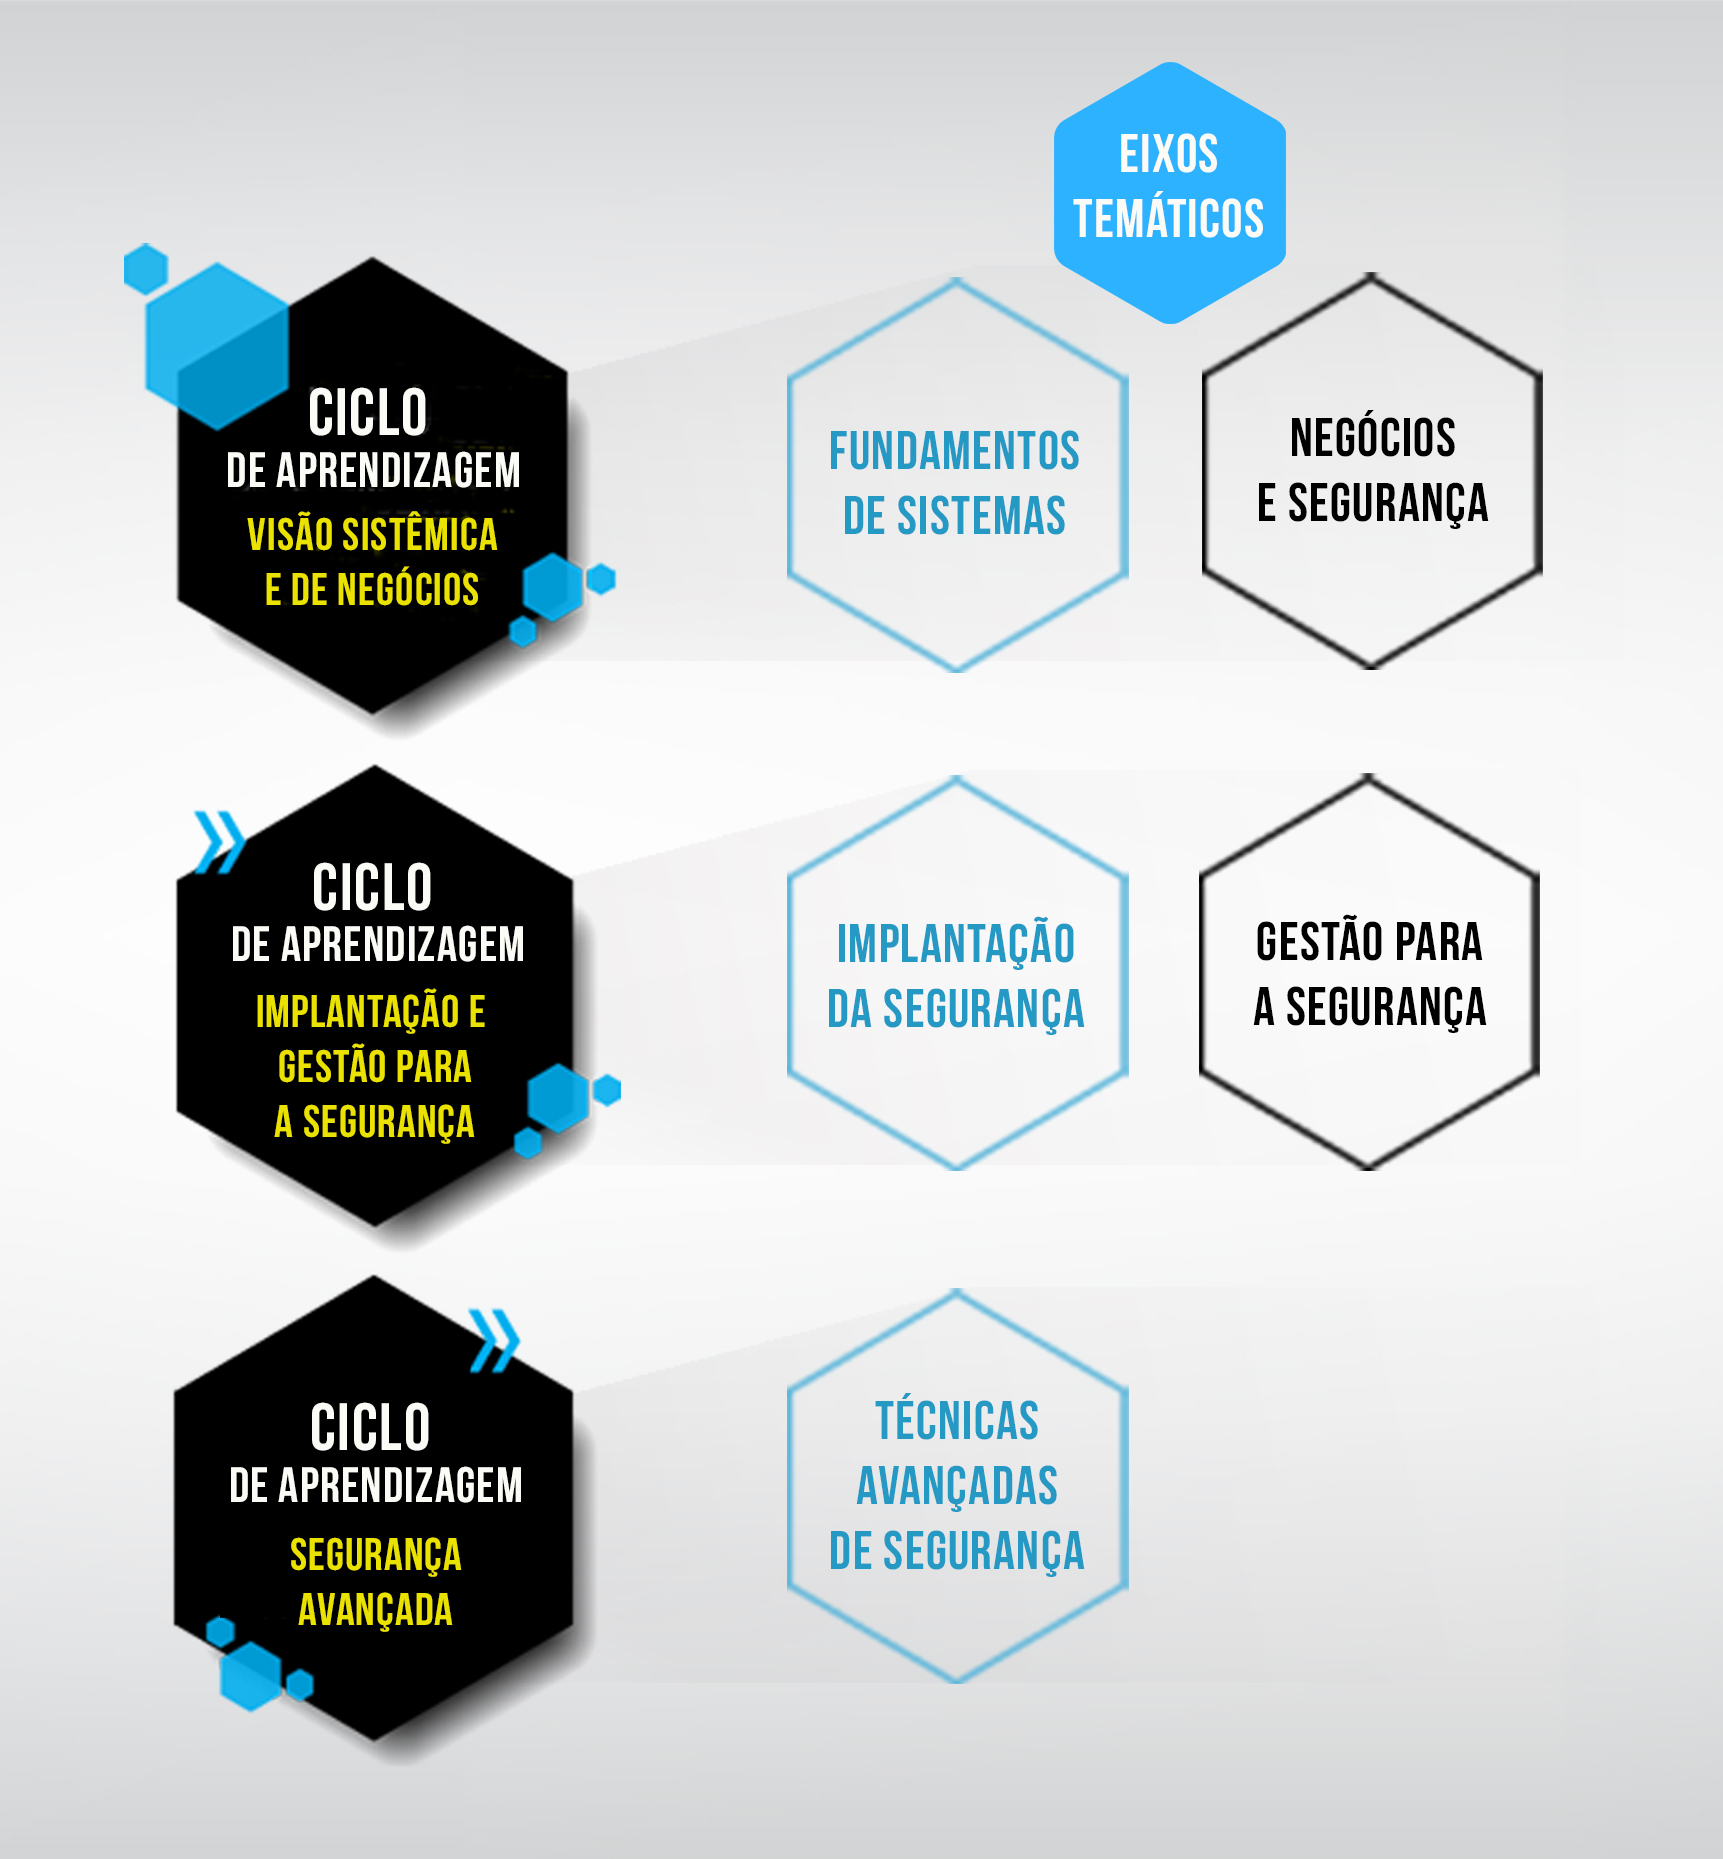 EIXOS
TEMÁTICOS
CICLO
DE APRENDIZAGEM
VISÃO SISTÊMICA
E DE NEGÓCIOS
FUNDAMENTOS
DE SISTEMAS
NEGÓCIOS
E SEGURANÇA
CICLO
DE APRENDIZAGEM
IMPLANTAÇÃO E
GESTÃO PARA
A SEGURANÇA
IMPLANTAÇÃO
DA SEGURANÇA
GESTÃO PARA
A SEGURANÇA
CICLO
DE APRENDIZAGEM
SEGURANÇA
AVANÇADA
TÉCNICAS
AVANÇADAS
DE SEGURANÇA